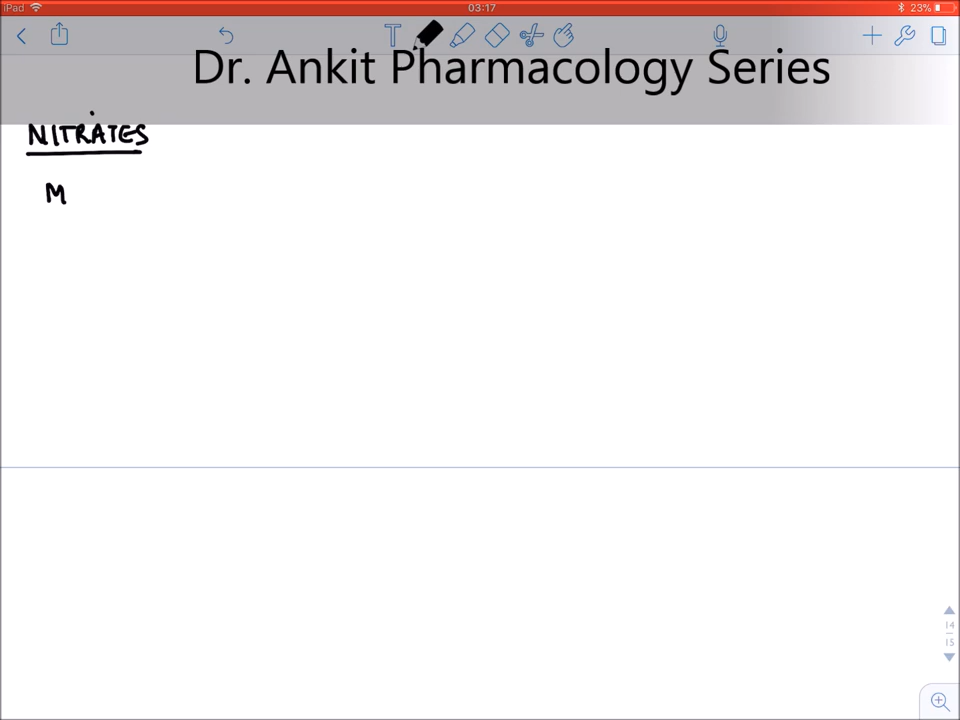 iPad 03:17 23%
Dr. Ankit Pharmacology Series
NITRATES
M
14
15